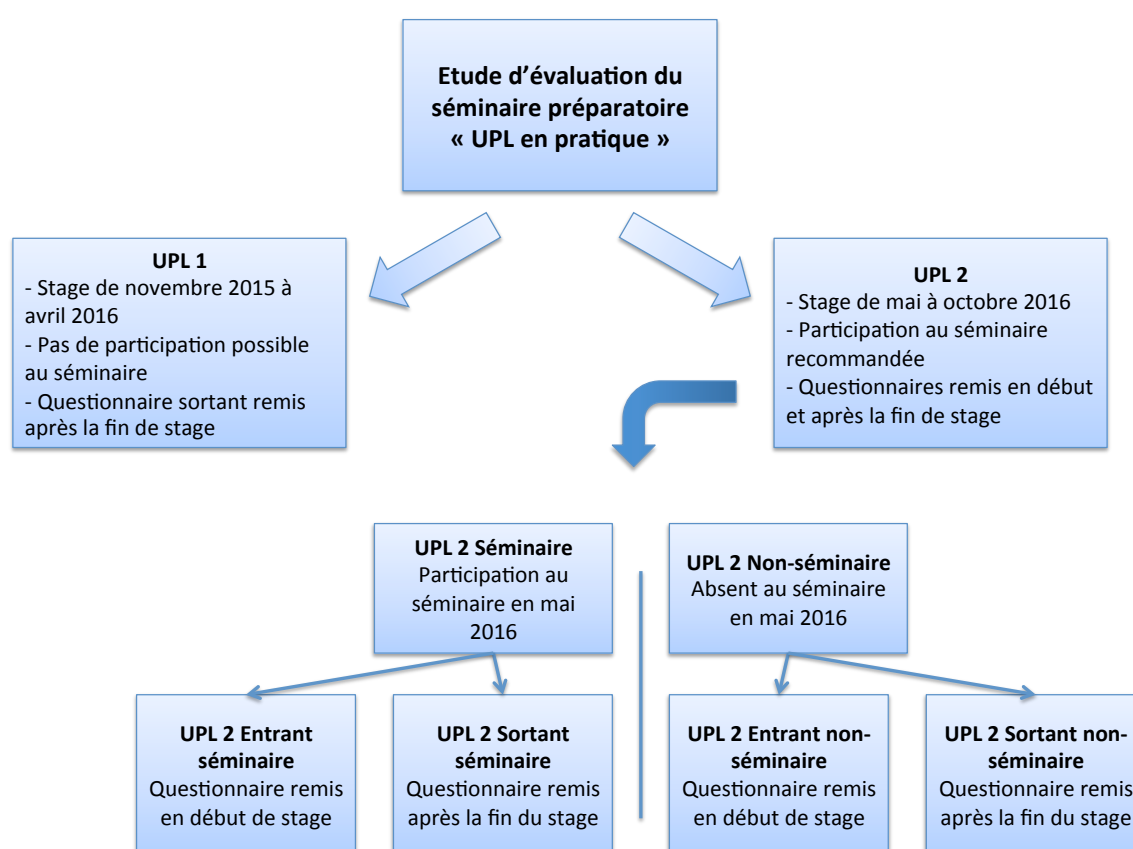 Etude d’évaluation du
séminaire préparatoire
« UPL en pratique »
UPL 1
- Stage de novembre 2015 à
avril 2016
- Pas de participation possible
au séminaire
- Questionnaire sortant remis
après la fin de stage
UPL 2
- Stage de mai à octobre 2016
- Participation au séminaire
recommandée
- Questionnaires remis en début
et après la fin de stage
UPL 2 Séminaire
Participation au
séminaire en mai
2016
UPL 2 Non-séminaire
Absent au séminaire
en mai 2016
UPL 2 Entrant
séminaire
Questionnaire remis
en début de stage
UPL 2 Sortant
séminaire
Questionnaire remis
après la fin du stage
UPL 2 Entrant non-
séminaire
Questionnaire remis
en début de stage
UPL 2 Sortant non-
séminaire
Questionnaire remis
après la fin du stage